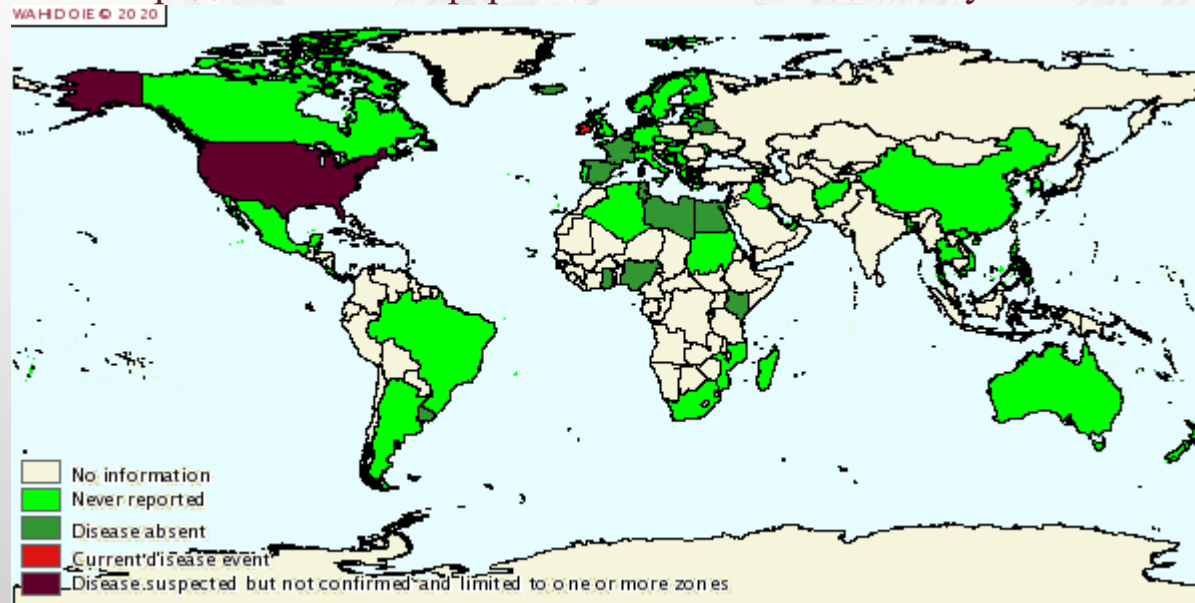 WAHID OIE © 2020
No information
Never reported
Disease absent
Current d'isease event
Disease.suspected but not confirmed and limited to one or more zones